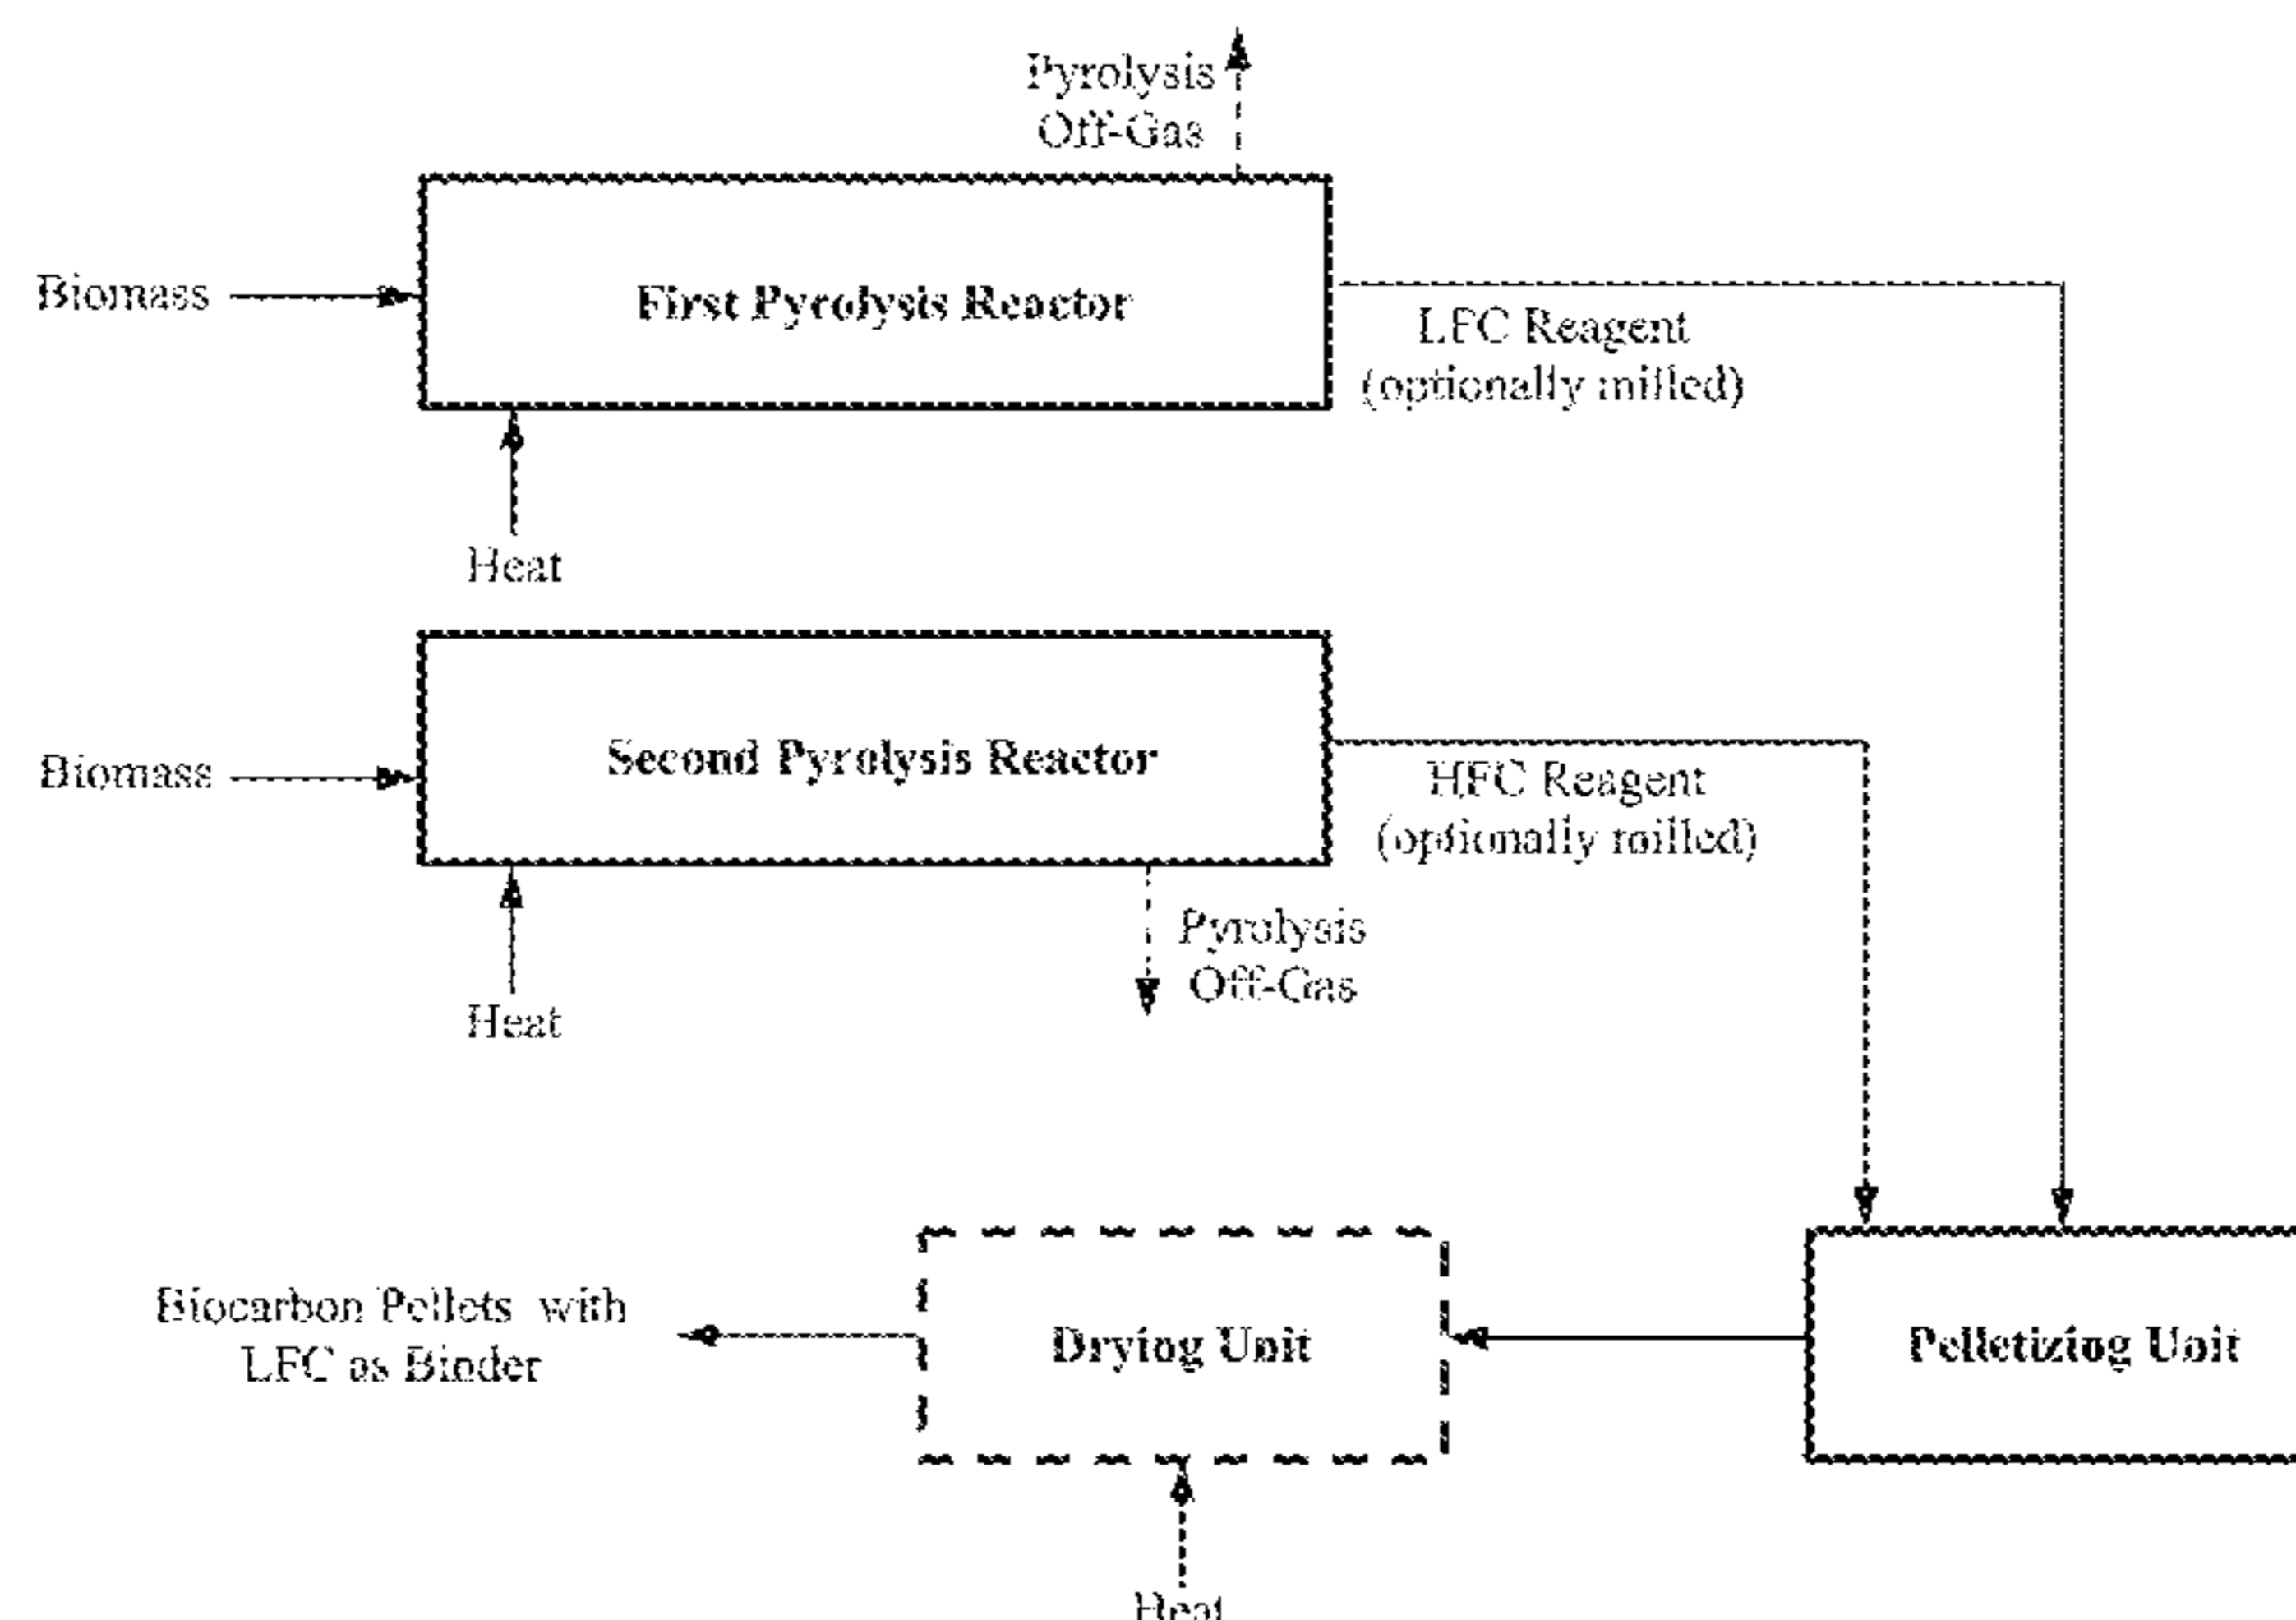 Pyrolysis
Off-Gas
Biomass
First Pyrolysis Reactor
LFC Reagent
(optionally milled)
Heat
Biomass
Second Pyrolysis Reactor
HFC Reagent
(optionally milled)
Pyrolysis
Off-Gas
Heat
Biocarbon Pellets with
LFC as Binder
Drying Unit
Pelletizing Unit
Heat